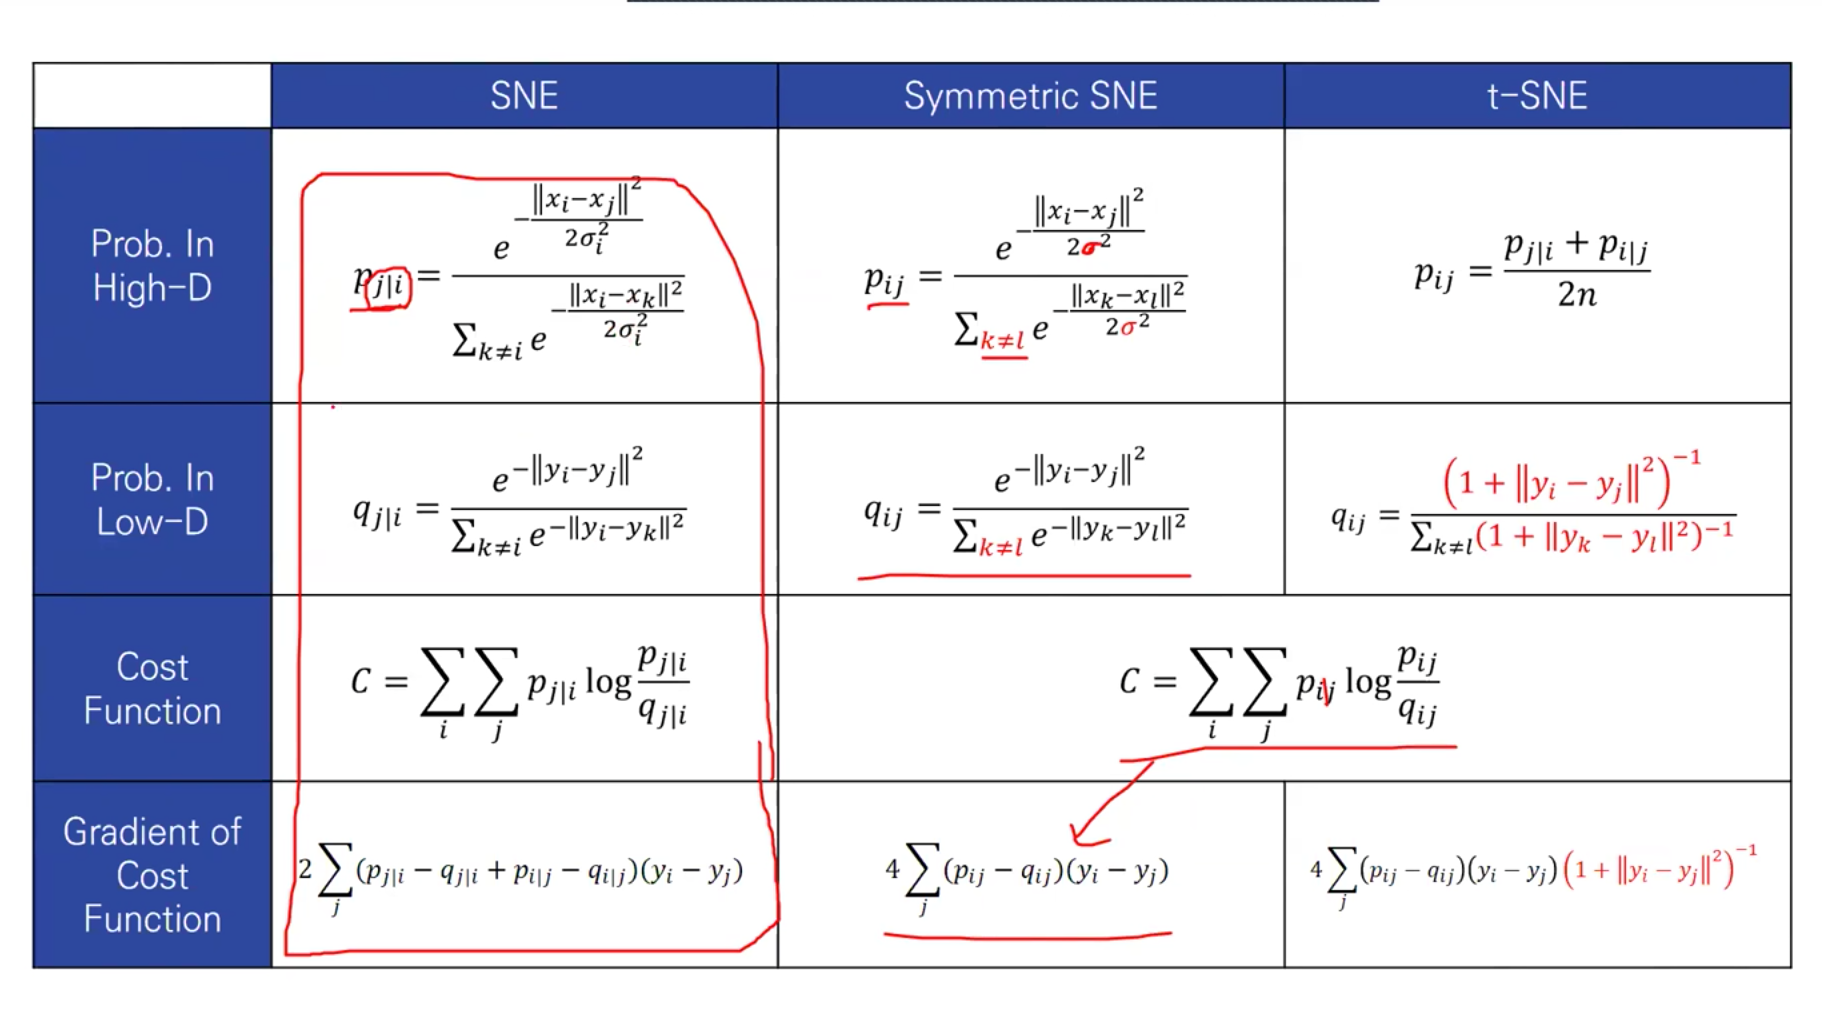 SNE
Symmetric SNE
t-SNE
Prob. In
High-D
p_{j|i} = \frac{e^{-\frac{\|x_i-x_j\|^2}{2\sigma_i^2}}}{\sum_{k≠i} e^{-\frac{\|x_i-x_k\|^2}{2\sigma_i^2}}}
p_{ij} = \frac{e^{-\frac{\|x_i-x_j\|^2}{2\sigma^2}}}{\sum_{k≠l} e^{-\frac{\|x_k-x_l\|^2}{2\sigma^2}}}
p_{ij} = \frac{p_{j|i} + p_{i|j}}{2n}
Prob. In
Low-D
q_{j|i} = \frac{e^{-\|y_i-y_j\|^2}}{\sum_{k≠i} e^{-\|y_i-y_k\|^2}}
q_{ij} = \frac{e^{-\|y_i-y_j\|^2}}{\sum_{k≠l} e^{-\|y_k-y_l\|^2}}
q_{ij} = \frac{(1 + \|y_i - y_j\|^2)^{-1}}{\sum_{k≠l}(1 + \|y_k - y_l\|^2)^{-1}}
Cost
Function
C = \sum_i \sum_j p_{j|i} \log \frac{p_{j|i}}{q_{j|i}}
C = \sum_i \sum_j p_{ij} \log \frac{p_{ij}}{q_{ij}}
Gradient of
Cost
Function
2 \sum_j (p_{j|i} - q_{j|i} + p_{i|j} - q_{i|j})(y_i - y_j)
4 \sum_j (p_{ij} - q_{ij})(y_i - y_j)
4 \sum_j (p_{ij} - q_{ij})(y_i - y_j)(1 + \|y_i - y_j\|^2)^{-1}